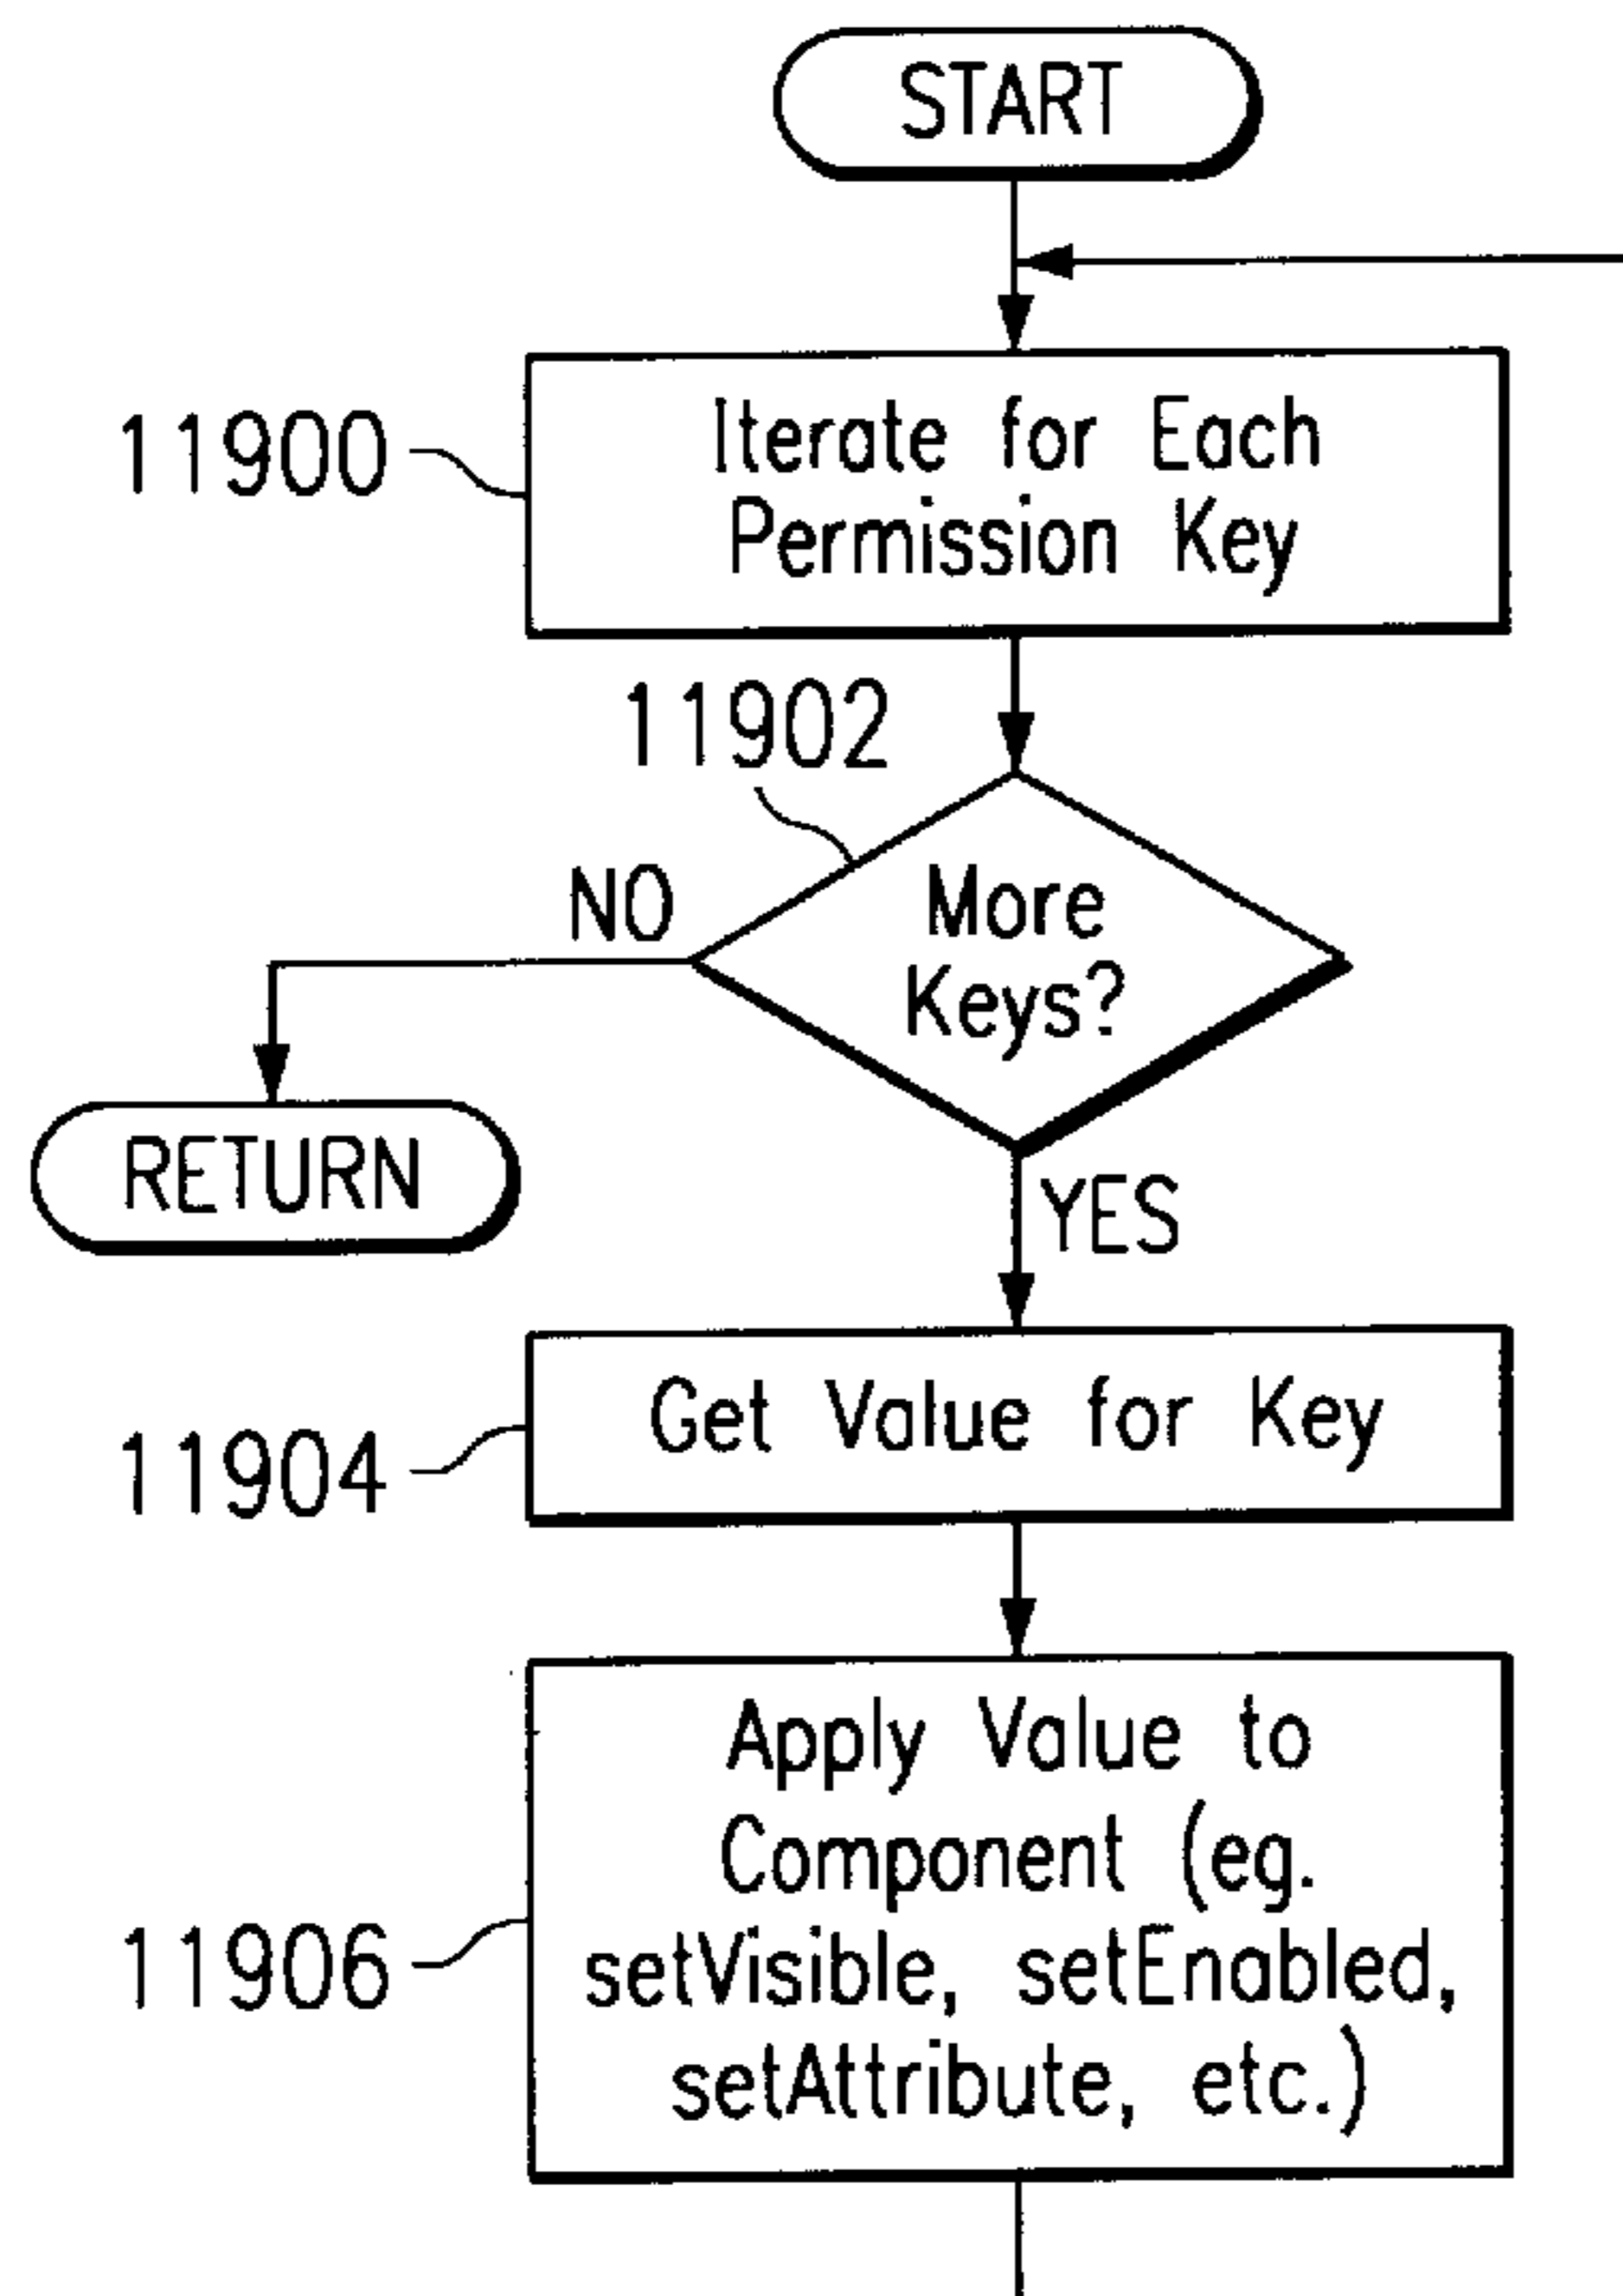 START
11900
Iterate for Each
Permission Key
11902
NO
More
Keys?
RETURN
YES
11904
Get Value for Key
11906
Apply Value to
Component (eg.
setVisible, setEnabled,
setAttribute, etc.)